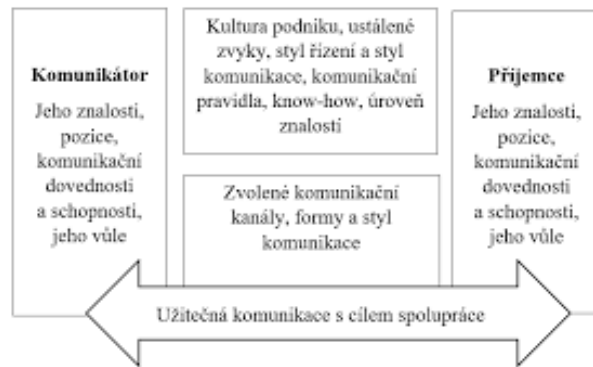 Komunikátor
Jeho znalosti,
pozice,
komunikační
dovednosti
a schopnosti,
jeho vůle
Kultura podniku, ustálené
zvyky, styl řízení a styl
komunikace, komunikační
pravidla, know-how, úroveň
znalostí
Zvolené komunikační
kanály, formy a styl
komunikace
Příjemce
Jeho znalosti,
pozice,
komunikační
dovednosti
a schopnosti,
jeho vůle
Užitečná komunikace s cílem spolupráce